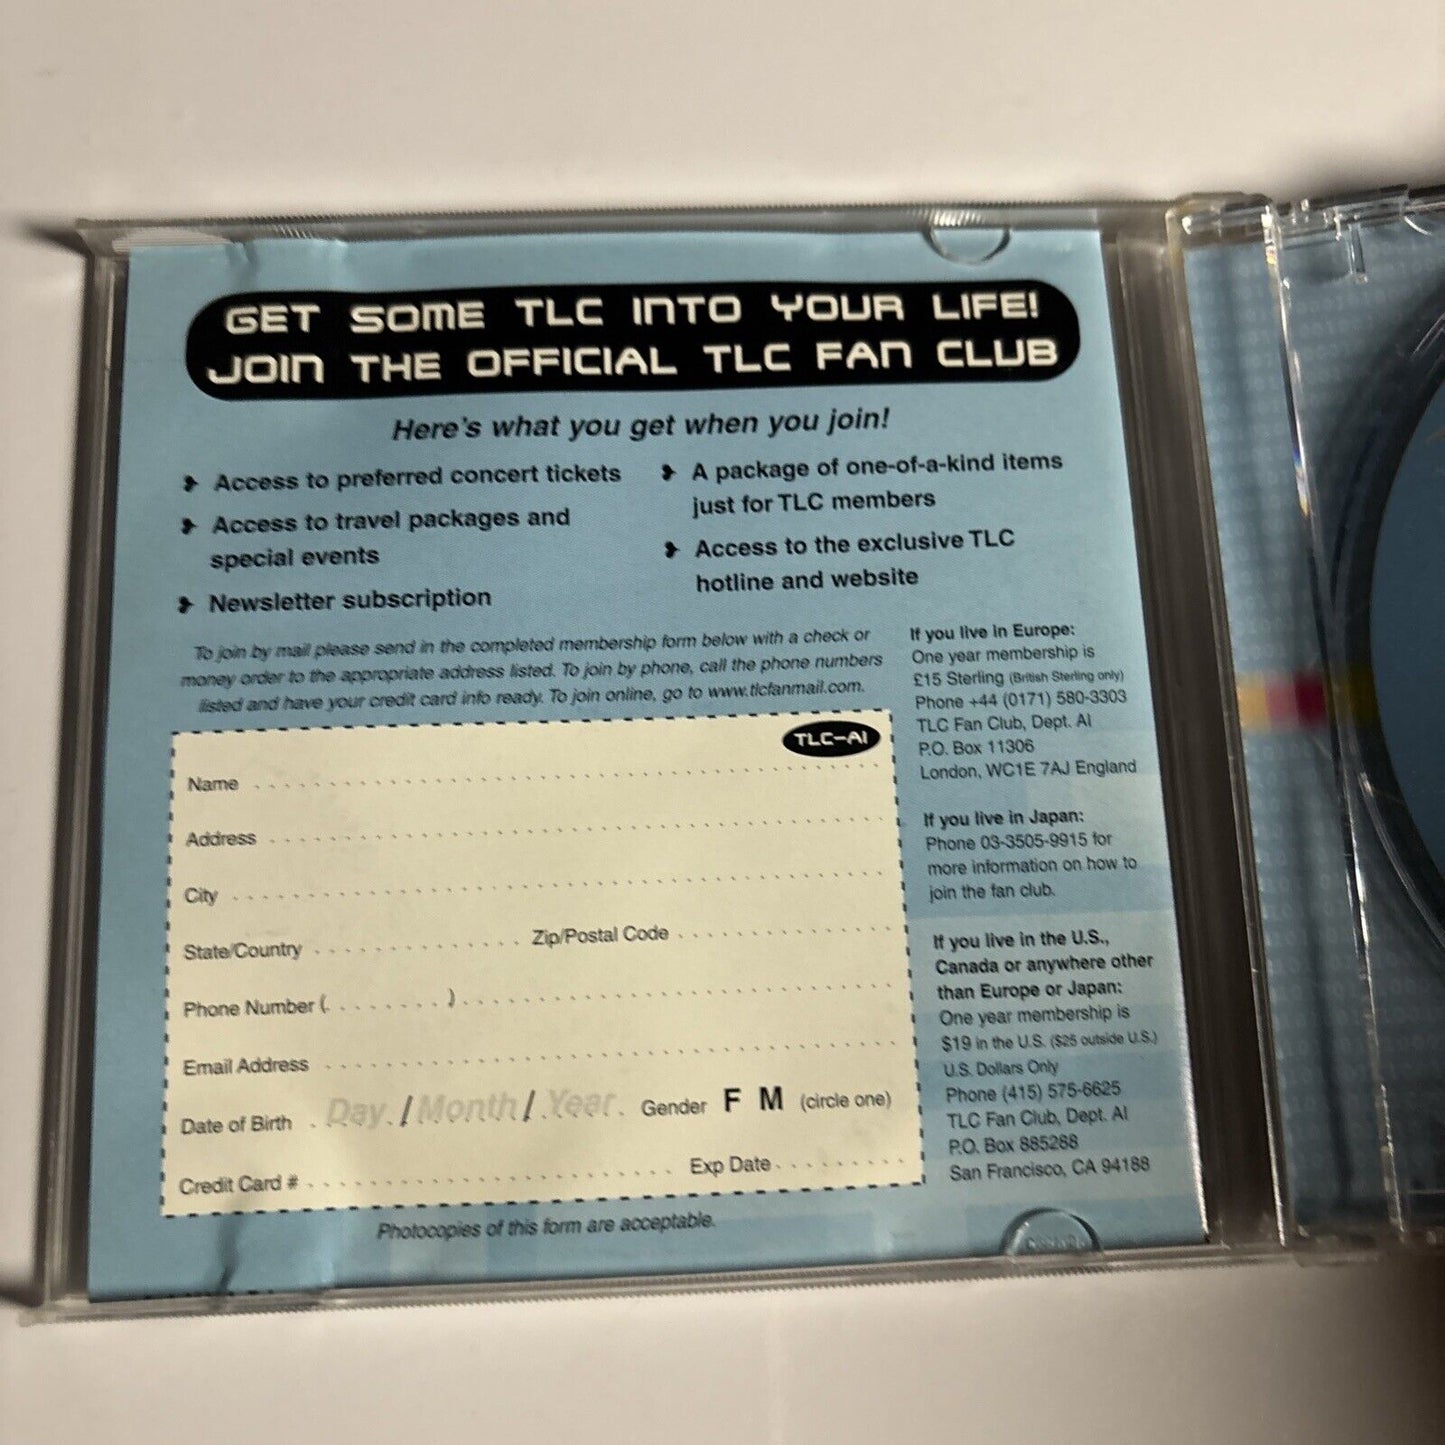 GET SOME TLC INTO YOUR LIFE!
JOIN THE OFFICIAL TLC FAN CLUB
Here's what you get when you join!
Access to preferred concert tickets
Access to travel packages and
special events
Newsletter subscription
A package of one-of-a-kind items
just for TLC members
Access to the exclusive TLC
hotline and website
To join by mail please send in the completed membership form below with a check or
money order to the appropriate address listed. To join by phone, call the phone numbers
listed and have your credit card info ready. To join online, go to www.tlcfanmail.com.
TLC-AI
Name
Address
City
State/Country Zip/Postal Code
Phone Number ( )
Email Address
Date of Birth Day / Month / Year Gender F M (circle one)
Credit Card # Exp Date
Photocopies of this form are acceptable.
If you live in Europe:
One year membership is
£15 Sterling (British Sterling only)
Phone +44 (0171) 580-3303
TLC Fan Club, Dept. AI
P.O. Box 11306
London, WC1E 7AJ England
If you live in Japan:
Phone 03-3505-9915 for
more information on how to
join the fan club.
If you live in the U.S.,
Canada or anywhere other
than Europe or Japan:
One year membership is
$19 in the U.S. ($25 outside U.S.)
U.S. Dollars Only
Phone (415) 575-6625
TLC Fan Club, Dept. AI
P.O. Box 885288
San Francisco, CA 94188